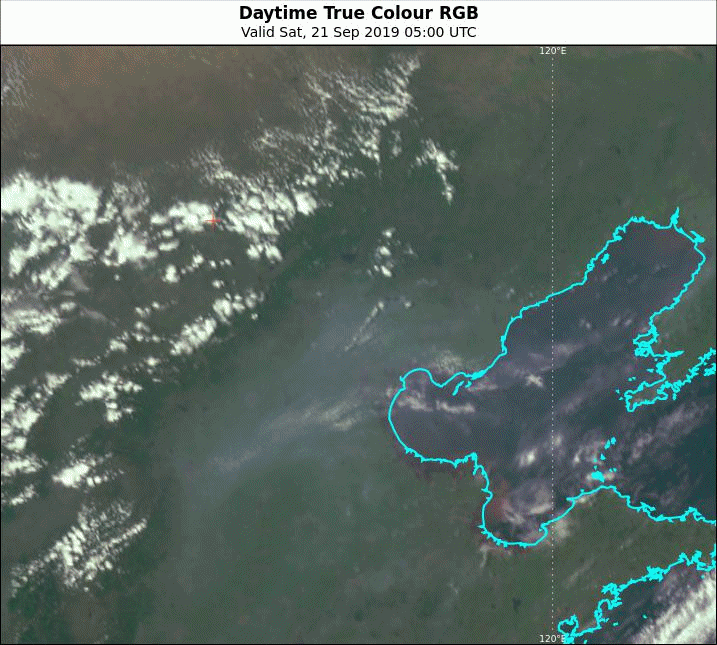 Daytime True Colour RGB
Valid Sat, 21 Sep 2019 05:00 UTC
120°E
120°E